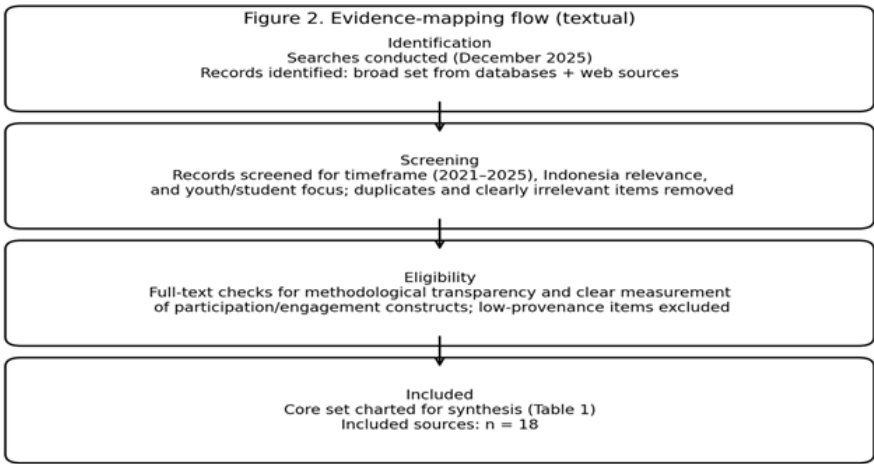 Figure 2. Evidence-mapping flow (textual)
Identification
Searches conducted (December 2025)
Records identified: broad set from databases + web sources
Screening
Records screened for timeframe (2021–2025), Indonesia relevance,
and youth/student focus; duplicates and clearly irrelevant items removed
Eligibility
Full-text checks for methodological transparency and clear measurement
of participation/engagement constructs; low-provenance items excluded
Included
Core set charted for synthesis (Table 1)
Included sources: n = 18